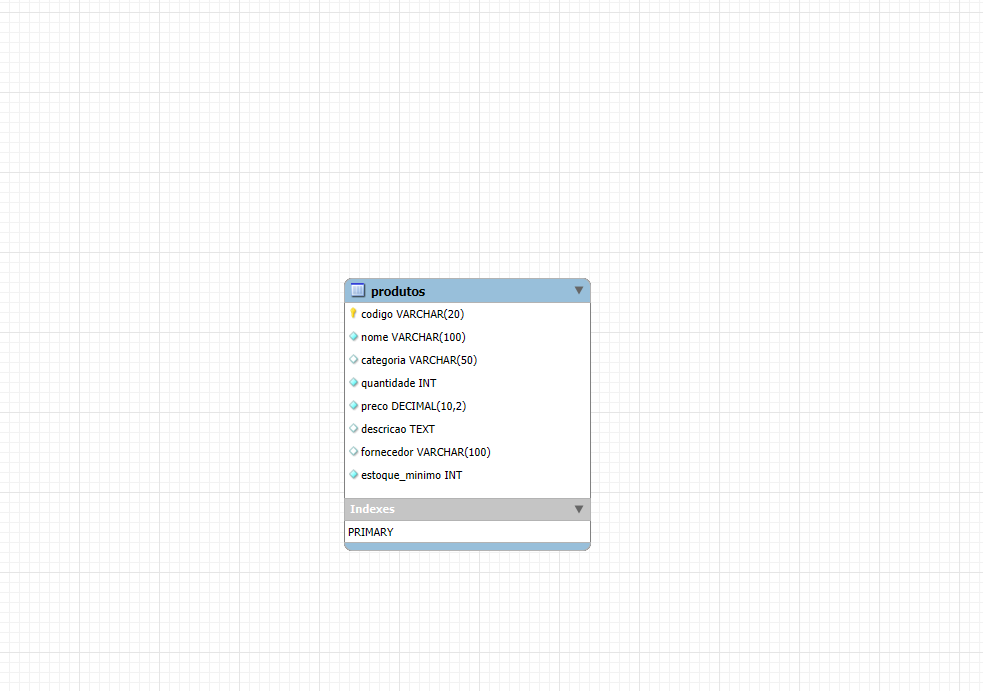 produtos
codigo VARCHAR(20)
nome VARCHAR(100)
categoria VARCHAR(50)
quantidade INT
preco DECIMAL(10,2)
descricao TEXT
fornecedor VARCHAR(100)
estoque_minimo INT
Indexes
PRIMARY